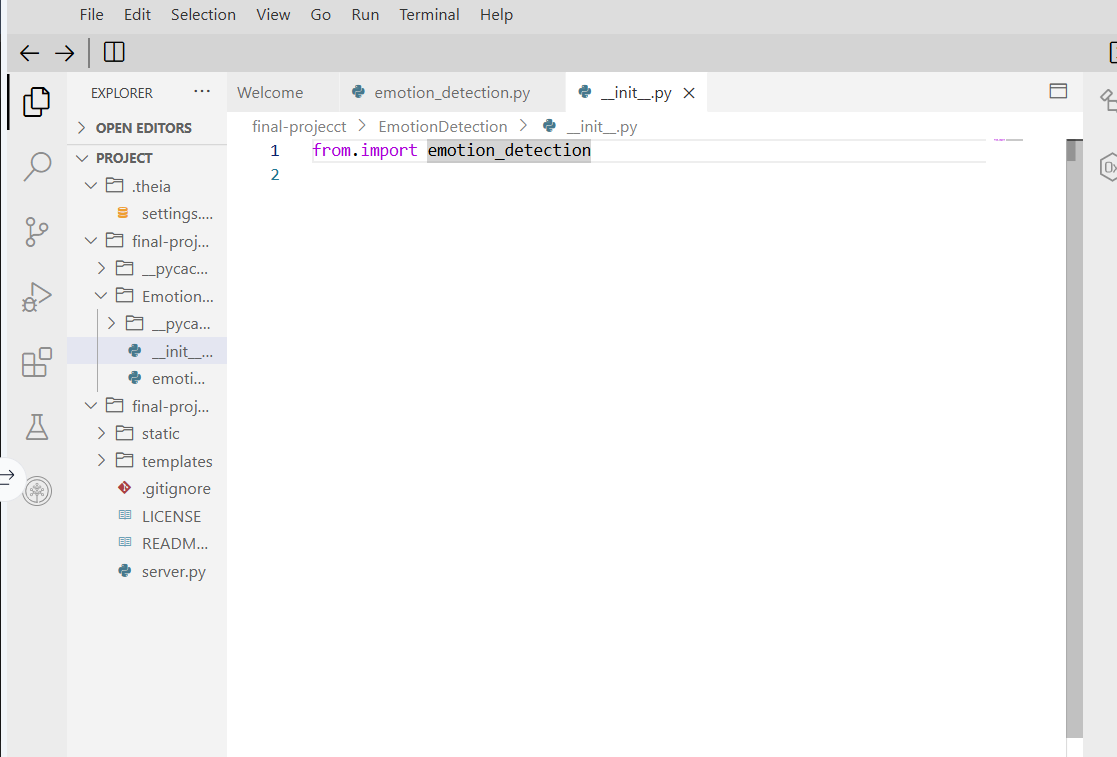 File Edit Selection View Go Run Terminal Help
EXPLORER ...
Welcome emotion_detection.py __init__.py
OPEN EDITORS
final-projecct EmotionDetection __init__.py
PROJECT
.theia
settings....
final-proj...
__pycac...
Emotion...
__pyca...
__init__...
emoti...
final-proj...
static
templates
.gitignore
LICENSE
READM...
server.py
1 from.import emotion_detection
2